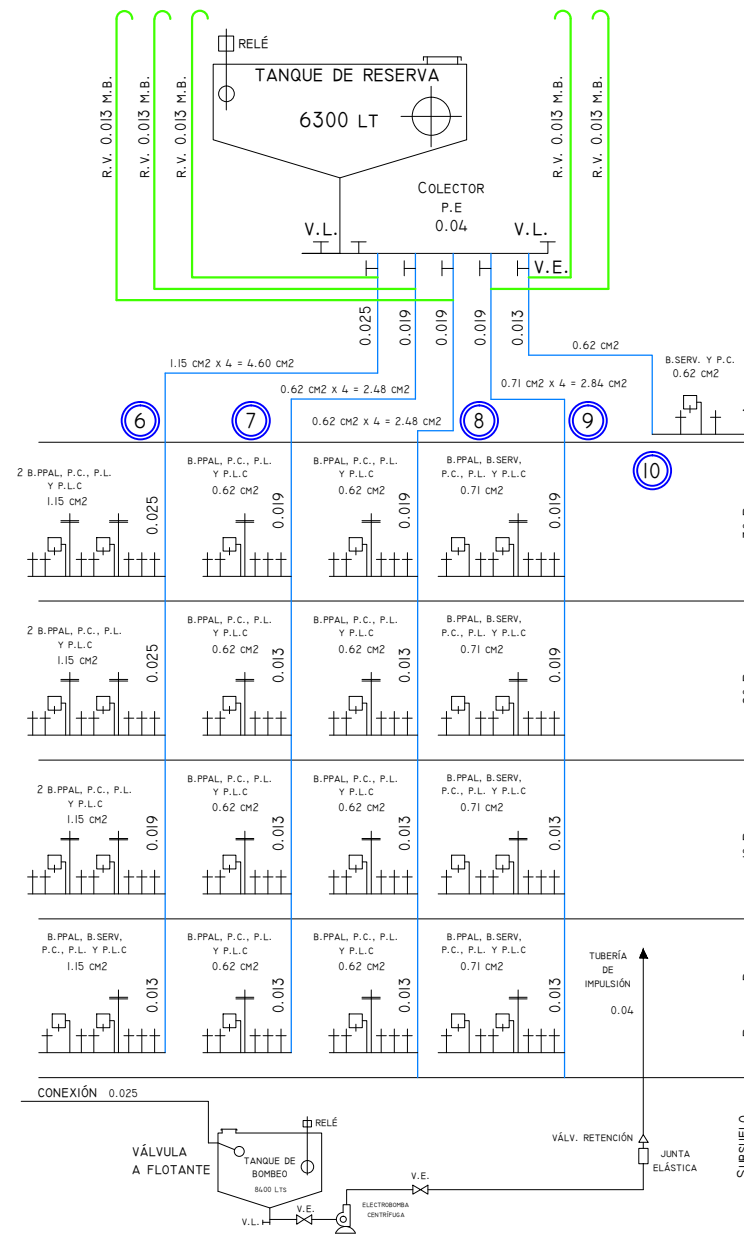 RELÉ
TANQUE DE RESERVA
6300 LT
R.V. 0.013 M.B.
R.V. 0.013 M.B.
R.V. 0.013 M.B.
R.V. 0.013 M.B.
R.V. 0.013 M.B.
COLECTOR
P.E
0.04
V.L.
V.L.
V.E.
0.025
0.019
0.019
0.019
0.013
0.62 CM2
1.15 CM2 X 4 = 4.60 CM2
0.62 CM2 X 4 = 2.48 CM2
0.71 CM2 X 4 = 2.84 CM2
0.62 CM2 X 4 = 2.48 CM2
B.SERV. Y P.C.
0.62 CM2
6
7
8
9
10
2 B.PPAL, P.C., P.L.
Y P.L.C
1.15 CM2
0.025
B.PPAL, P.C., P.L.
Y P.L.C
0.62 CM2
0.019
B.PPAL, P.C., P.L.
Y P.L.C
0.62 CM2
0.019
B.PPAL, B.SERV,
P.C., P.L. Y P.L.C
0.71 CM2
0.019
2 B.PPAL, P.C., P.L.
Y P.L.C
1.15 CM2
0.025
B.PPAL, P.C., P.L.
Y P.L.C
0.62 CM2
0.013
B.PPAL, P.C., P.L.
Y P.L.C
0.62 CM2
0.013
B.PPAL, B.SERV,
P.C., P.L. Y P.L.C
0.71 CM2
0.019
2 B.PPAL, P.C., P.L.
Y P.L.C
1.15 CM2
0.019
B.PPAL, P.C., P.L.
Y P.L.C
0.62 CM2
0.013
B.PPAL, P.C., P.L.
Y P.L.C
0.62 CM2
0.013
B.PPAL, B.SERV,
P.C., P.L. Y P.L.C
0.71 CM2
0.013
B.PPAL, B.SERV,
P.C., P.L. Y P.L.C
1.15 CM2
0.013
B.PPAL, P.C., P.L.
Y P.L.C
0.62 CM2
0.013
B.PPAL, P.C., P.L.
Y P.L.C
0.62 CM2
0.013
B.PPAL, B.SERV,
P.C., P.L. Y P.L.C
0.71 CM2
0.013
TUBERÍA
DE
IMPULSIÓN
0.04
CONEXIÓN 0.025
RELÉ
VÁLVULA
A FLOTANTE
TANQUE DE
BOMBEO
8400 LTS
V.L.
V.E.
ELECTROBOMBA
CENTRÍFUGA
V.E.
VÁLV. RETENCIÓN
JUNTA
ELÁSTICA
SUBSUELO